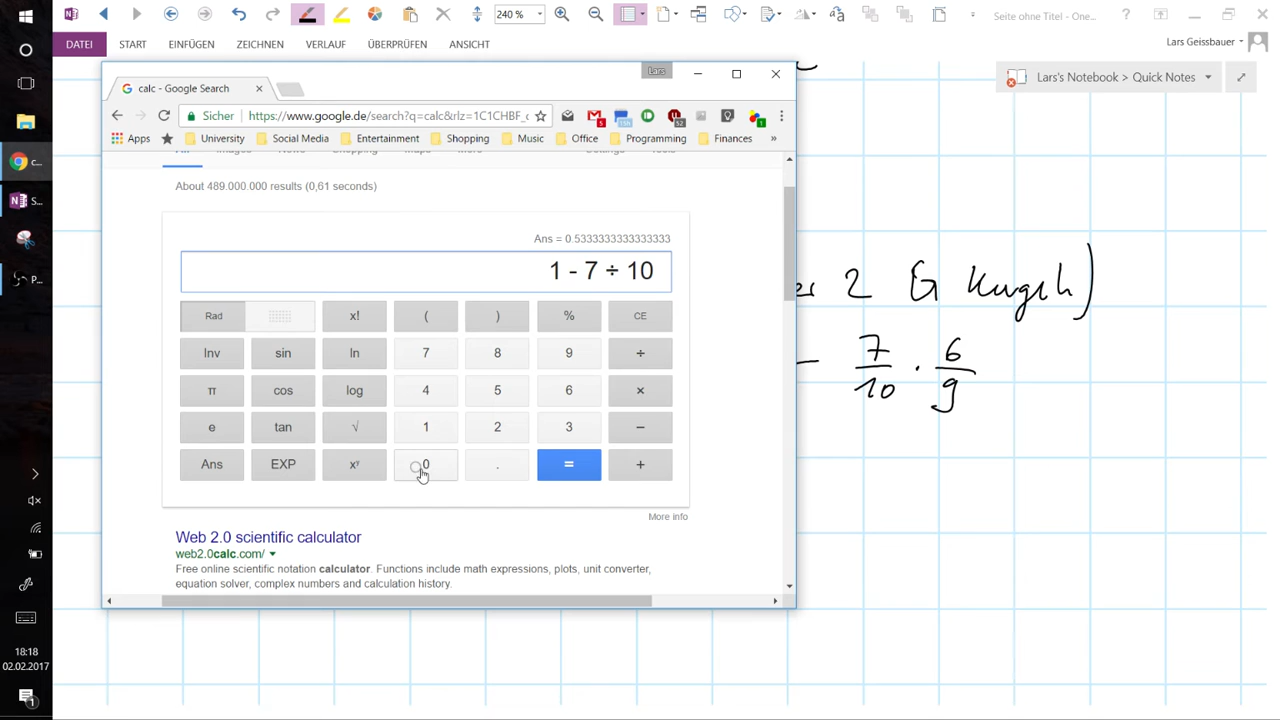 240 %
Seite ohne Titel - One...
?
DATEI
START
EINFÜGEN
ZEICHNEN
VERLAUF
ÜBERPRÜFEN
ANSICHT
Lars Geissbauer
Lars
Lars's Notebook > Quick Notes
calc - Google Search
Sicher
https://www.google.de/search?q=calc&rlz=1C1CHBF_c
Apps
University
Social Media
Entertainment
Shopping
Music
Office
Programming
Finances
»
About 489.000.000 results (0,61 seconds)
Ans = 0.5333333333333333
1 - 7 ÷ 10
Rad x! ( ) % CE
Inv sin ln 7 8 9 ÷
π cos log 4 5 6 ×
e tan √ 1 2 3 −
Ans EXP xʸ 0 . = +
More info
Web 2.0 scientific calculator
web2.0calc.com/
Free online scientific notation calculator. Functions include math expressions, plots, unit converter,
equation solver, complex numbers and calculation history.
2 G Kugeln)
− 7/10 · 6/9
c...
S...
P...
18:18
02.02.2017
1